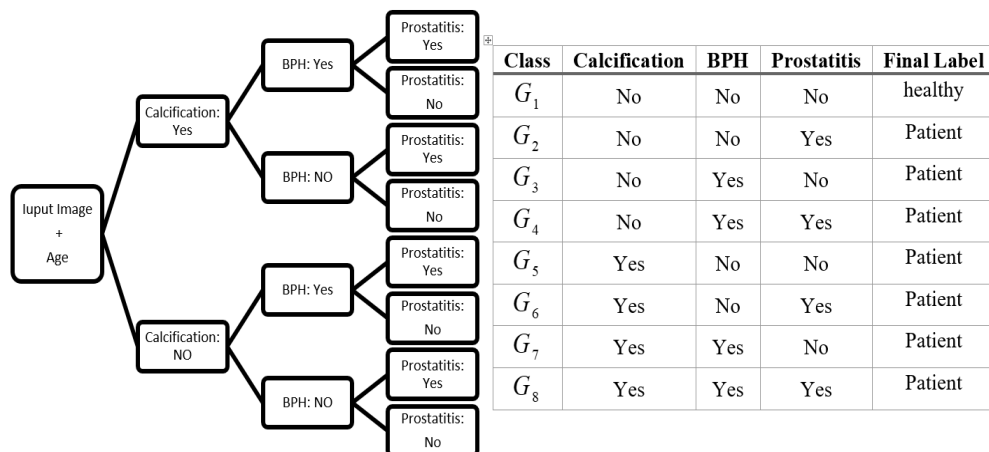 Iuput Image
+
Age
Calcification:
Yes
Calcification:
NO
BPH: Yes
BPH: NO
BPH: Yes
BPH: NO
Prostatitis:
Yes
Prostatitis:
No
Prostatitis:
Yes
Prostatitis:
No
Prostatitis:
Yes
Prostatitis:
No
Prostatitis:
Yes
Prostatitis:
No
Class Calcification BPH Prostatitis Final Label
G₁ No No No healthy
G₂ No No Yes Patient
G₃ No Yes No Patient
G₄ No Yes Yes Patient
G₅ Yes No No Patient
G₆ Yes No Yes Patient
G₇ Yes Yes No Patient
G₈ Yes Yes Yes Patient